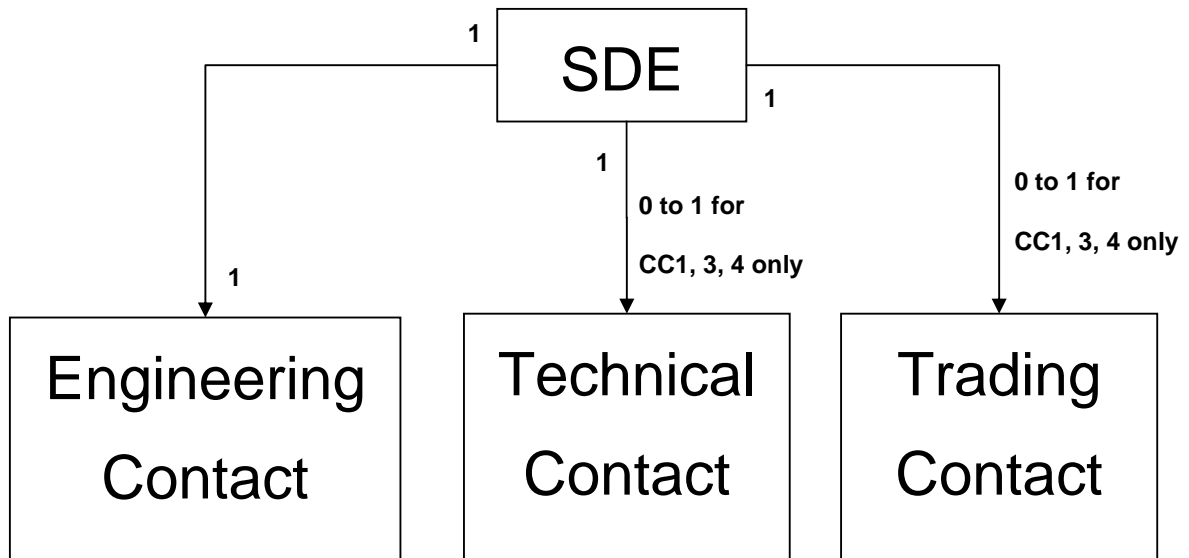 1
SDE
1
1
0 to 1 for
CC1, 3, 4 only
0 to 1 for
CC1, 3, 4 only
1
Engineering
Contact
Technical
Contact
Trading
Contact